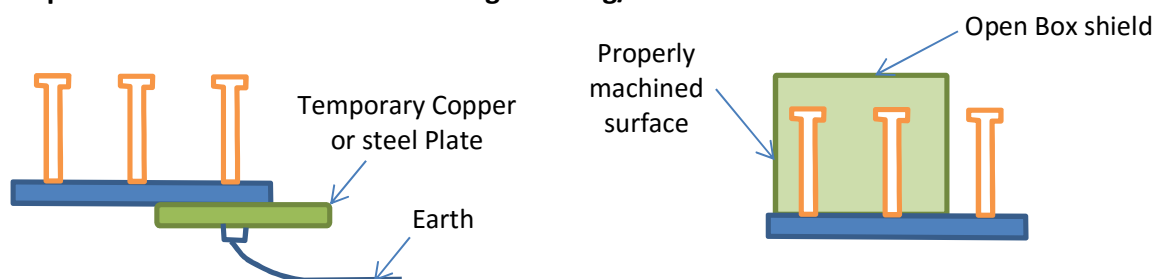 Temporary Copper
or steel Plate
Earth
Properly
machined
surface
Open Box shield